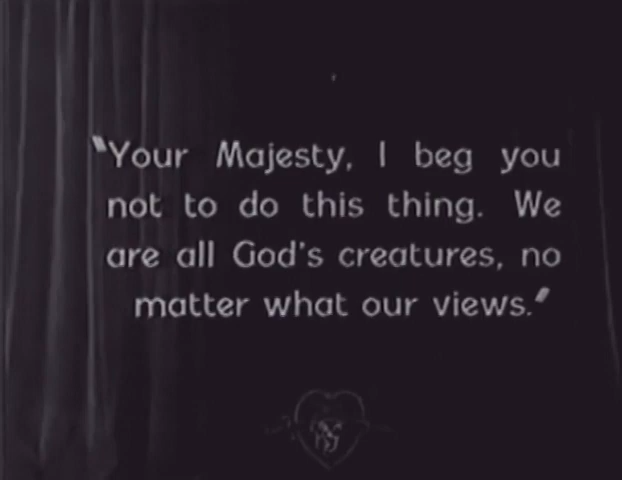 "Your Majesty, I beg you
not to do this thing. We
are all God's creatures, no
matter what our views."